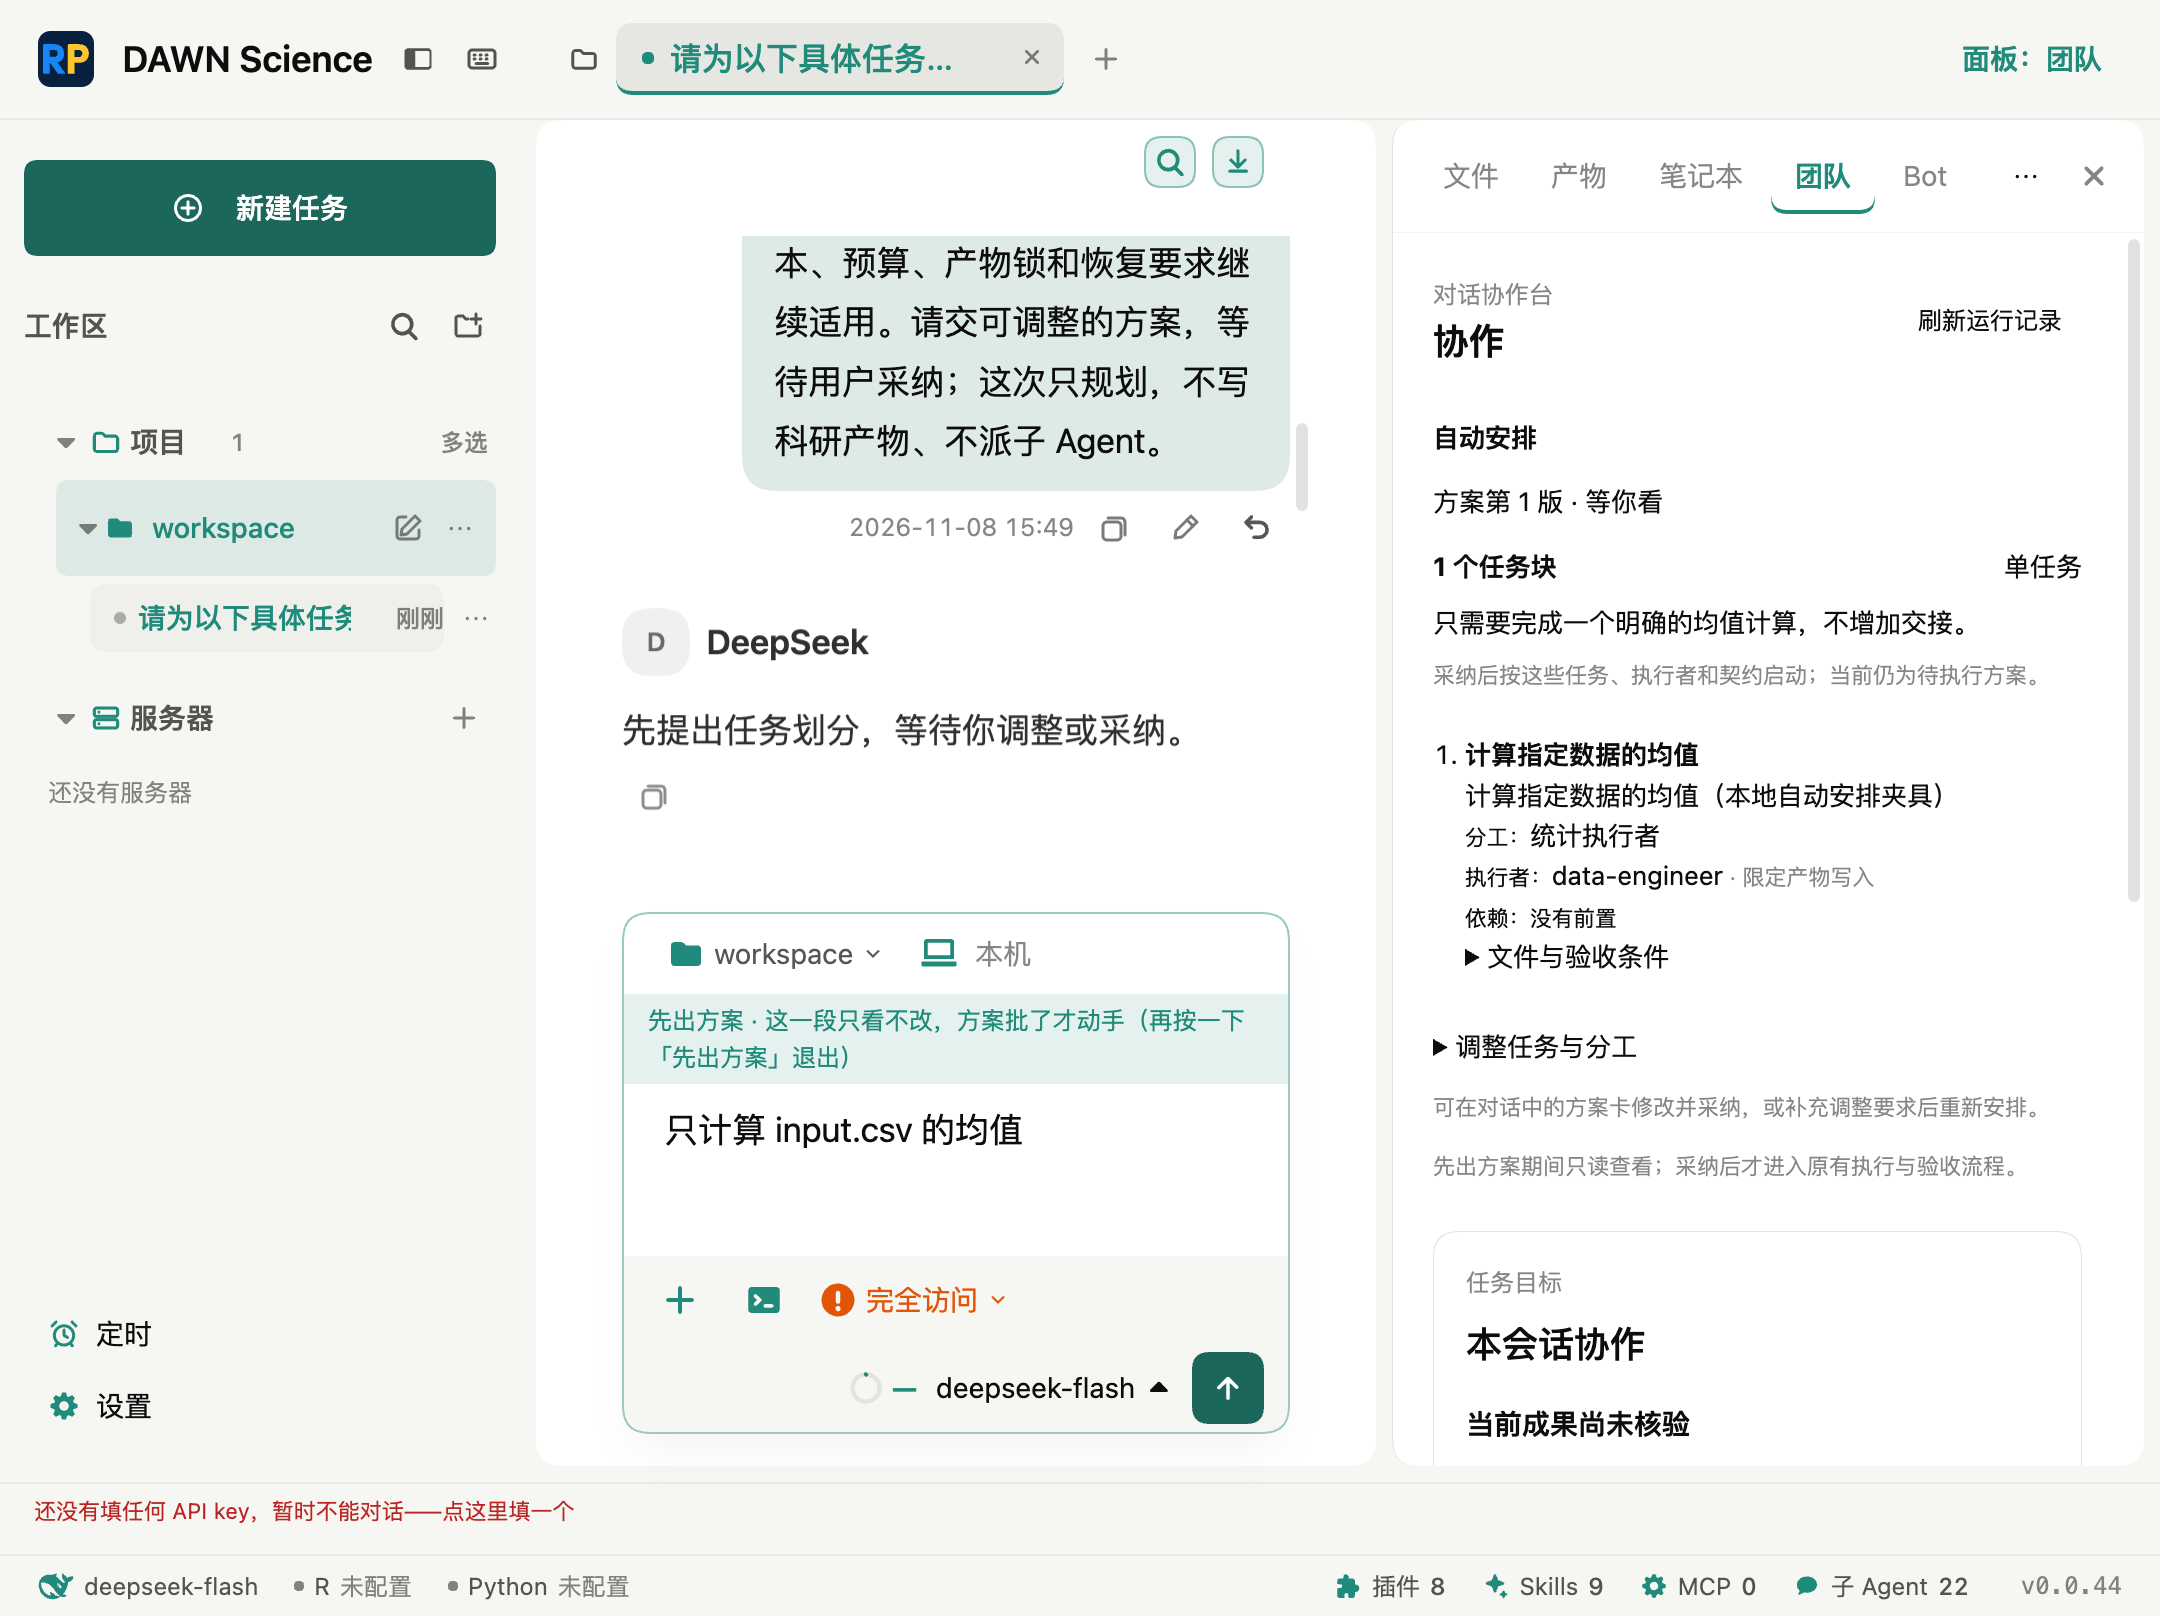 RP
DAWN Science
请为以下具体任务...
面板：团队
新建任务
工作区
项目 1 多选
workspace
请为以下具体任务 刚刚
服务器
还没有服务器
定时
设置
本、预算、产物锁和恢复要求继
续适用。请交可调整的方案，等
待用户采纳；这次只规划，不写
科研产物、不派子 Agent。
2026-11-08 15:49
D DeepSeek
先提出任务划分，等待你调整或采纳。
workspace 本机
先出方案 · 这一段只看不改，方案批了才动手（再按一下
「先出方案」退出）
只计算 input.csv 的均值
完全访问
deepseek-flash
文件 产物 笔记本 团队 Bot
对话协作台
协作
刷新运行记录
自动安排
方案第 1 版 · 等你看
1 个任务块 单任务
只需要完成一个明确的均值计算，不增加交接。
采纳后按这些任务、执行者和契约启动；当前仍为待执行方案。
1. 计算指定数据的均值
计算指定数据的均值（本地自动安排夹具）
分工：统计执行者
执行者：data-engineer · 限定产物写入
依赖：没有前置
文件与验收条件
调整任务与分工
可在对话中的方案卡修改并采纳，或补充调整要求后重新安排。
先出方案期间只读查看；采纳后才进入原有执行与验收流程。
任务目标
本会话协作
当前成果尚未核验
还没有填任何 API key，暂时不能对话——点这里填一个
deepseek-flash R 未配置 Python 未配置
插件 8 Skills 9 MCP 0 子 Agent 22 v0.0.44